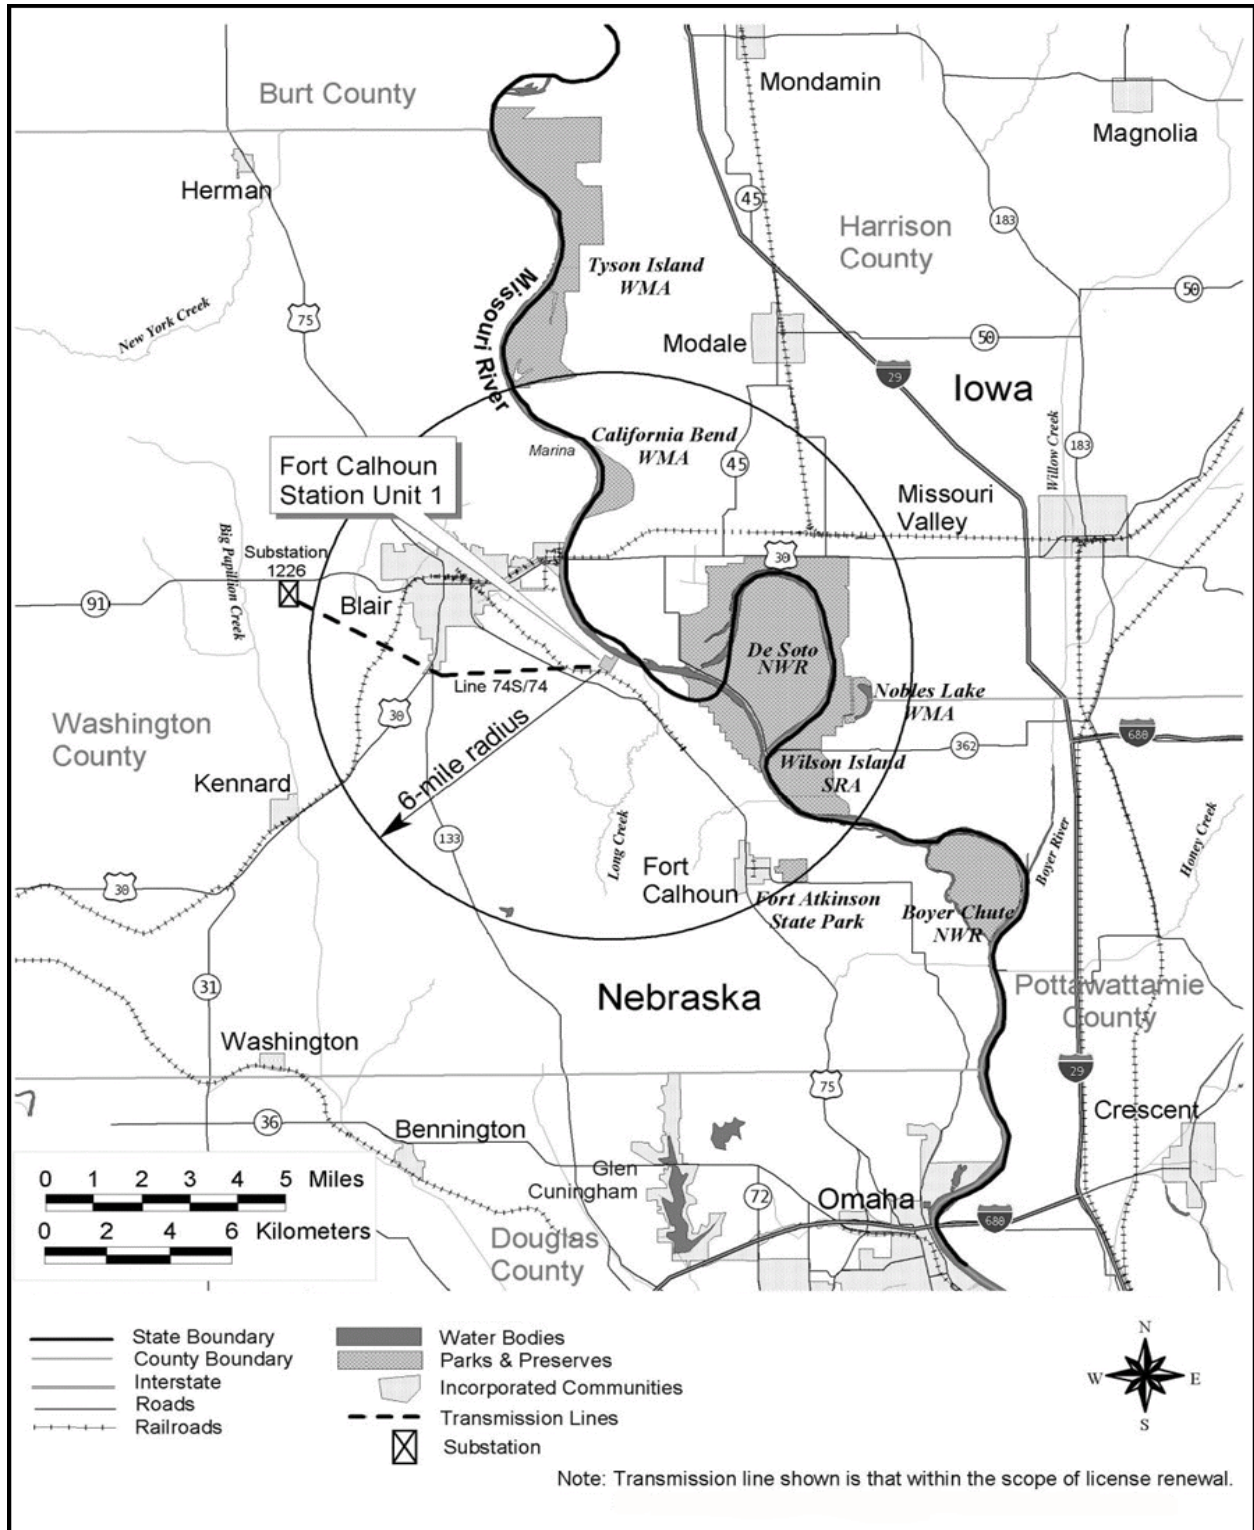 Burt County
Mondamin
Magnolia
Herman
45
183
Harrison
County
Tyson Island
WMA
50
New York Creek
75
Missouri River
Modale
50
29
Iowa
California Bend
WMA
Marina
45
Willow Creek
183
Fort Calhoun
Station Unit 1
Missouri
Valley
Big Papillion Creek
Substation
1226
30
91
Blair
De Soto
NWR
Line 74S/74
Nobles Lake
WMA
30
Washington
County
680
362
6-mile radius
Wilson Island
SRA
Kennard
133
Long Creek
Boyer River
Honey Creek
Fort
Calhoun
30
Fort Atkinson
State Park
Boyer Chute
NWR
31
Nebraska
Pottawattamie
County
Washington
75
29
Crescent
36
Bennington
Glen
Cuningham
72
Omaha
680
Douglas
County
0 1 2 3 4 5 Miles
0 2 4 6 Kilometers
State Boundary
County Boundary
Interstate
Roads
Railroads
Water Bodies
Parks & Preserves
Incorporated Communities
Transmission Lines
Substation
N
W E
S
Note: Transmission line shown is that within the scope of license renewal.